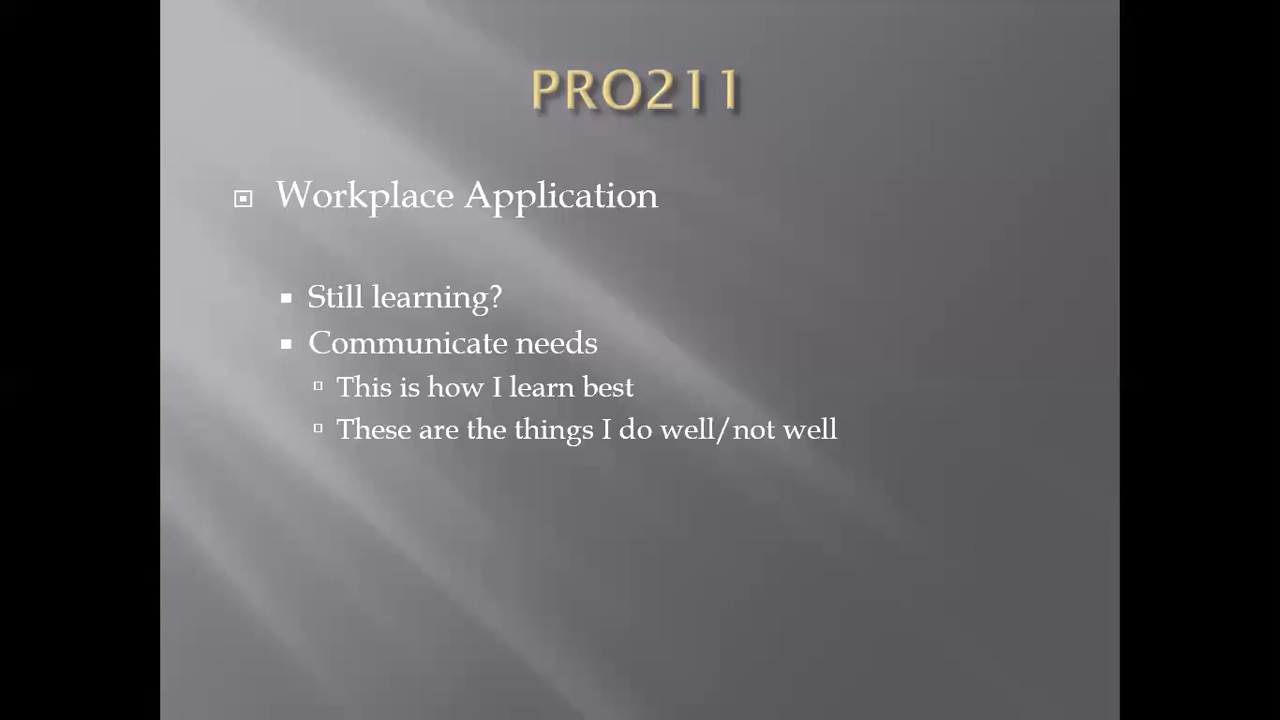 PRO211
Workplace Application
Still learning?
Communicate needs
This is how I learn best
These are the things I do well/not well